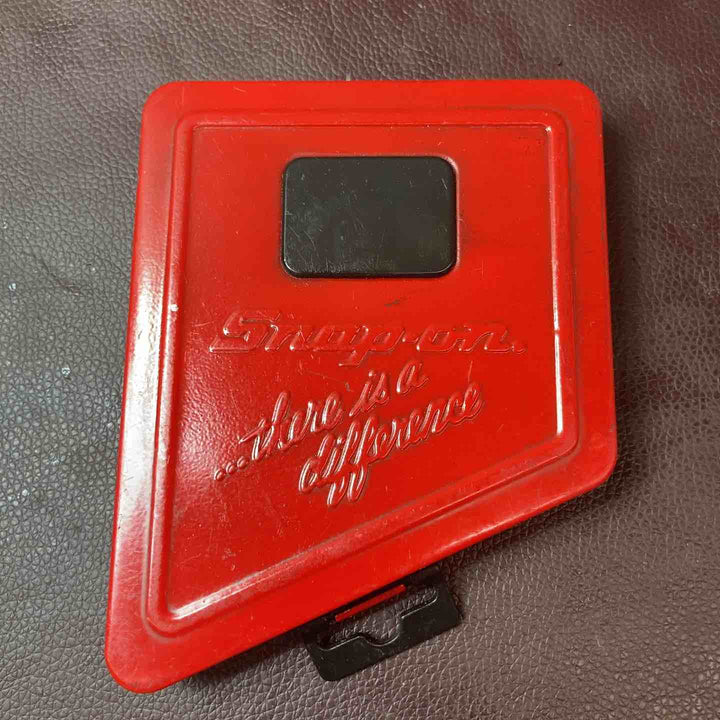 Snap-on.
...there is a
difference